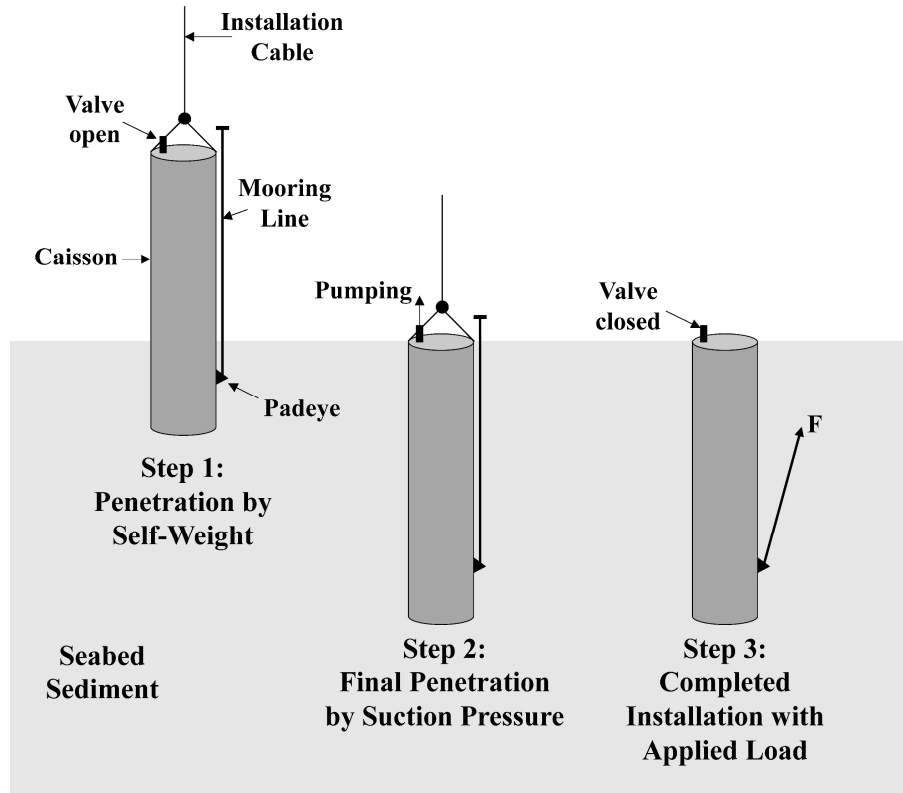 Installation
Cable
Valve
open
Mooring
Line
Caisson
Padeye
Step 1:
Penetration by
Self-Weight
Pumping
Step 2:
Final Penetration
by Suction Pressure
Valve
closed
F
Step 3:
Completed
Installation with
Applied Load
Seabed
Sediment